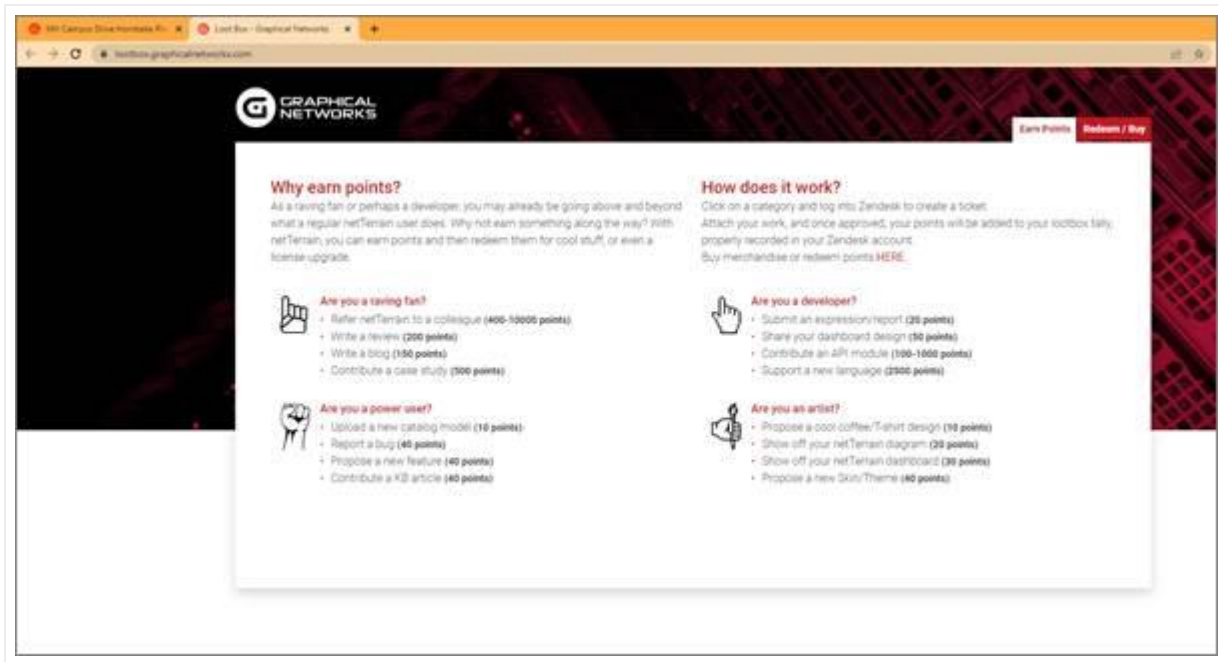 Loot Box - Graphical Networks
lootbox.graphicalnetworks.com
GRAPHICAL
NETWORKS
Earn Points
Redeem / Buy
Why earn points?
As a raving fan or perhaps a developer, you may already be going above and beyond
what a regular netTerrain user does. Why not earn something along the way? With
netTerrain, you can earn points and then redeem them for cool stuff, or even a
license upgrade.
Are you a raving fan?
• Refer netTerrain to a colleague (400-10000 points)
• Write a review (200 points)
• Write a blog (150 points)
• Contribute a case study (500 points)
Are you a power user?
• Upload a new catalog model (10 points)
• Report a bug (40 points)
• Propose a new feature (40 points)
• Contribute a KB article (40 points)
How does it work?
Click on a category and log into Zendesk to create a ticket.
Attach your work, and once approved, your points will be added to your lootbox tally,
properly recorded in your Zendesk account.
Buy merchandise or redeem points HERE.
Are you a developer?
• Submit an expression/report (20 points)
• Share your dashboard design (50 points)
• Contribute an API module (100-1000 points)
• Support a new language (2500 points)
Are you an artist?
• Propose a cool coffee/T-shirt design (10 points)
• Show off your netTerrain diagram (20 points)
• Show off your netTerrain dashboard (30 points)
• Propose a new Skin/Theme (40 points)